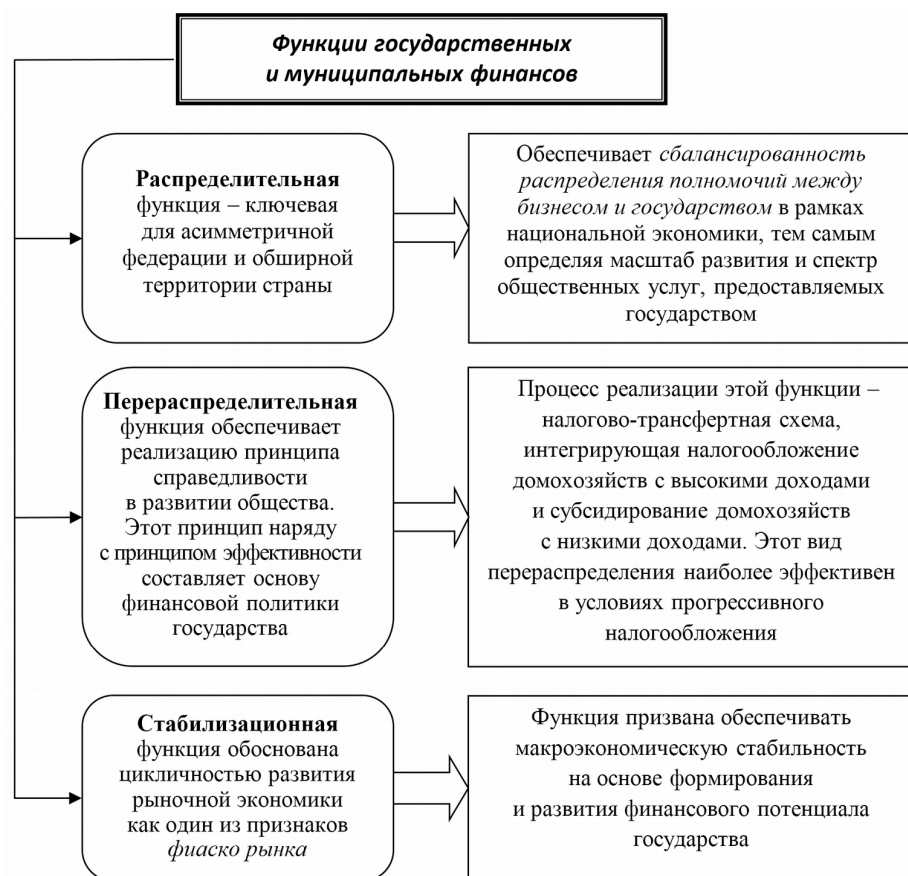 Функции государственных
и муниципальных финансов
Распределительная
функция – ключевая
для асимметричной
федерации и обширной
территории страны
Обеспечивает сбалансированность
распределения полномочий между
бизнесом и государством в рамках
национальной экономики, тем самым
определяя масштаб развития и спектр
общественных услуг, предоставляемых
государством
Перераспределительная
функция обеспечивает
реализацию принципа
справедливости
в развитии общества.
Этот принцип наряду
с принципом эффективности
составляет основу
финансовой политики
государства
Процесс реализации этой функции –
налогово-трансфертная схема,
интегрирующая налогообложение
домохозяйств с высокими доходами
и субсидирование домохозяйств
с низкими доходами. Этот вид
перераспределения наиболее эффективен
в условиях прогрессивного
налогообложения
Стабилизационная
функция обоснована
цикличностью развития
рыночной экономики
как один из признаков
фиаско рынка
Функция призвана обеспечивать
макроэкономическую стабильность
на основе формирования
и развития финансового потенциала
государства